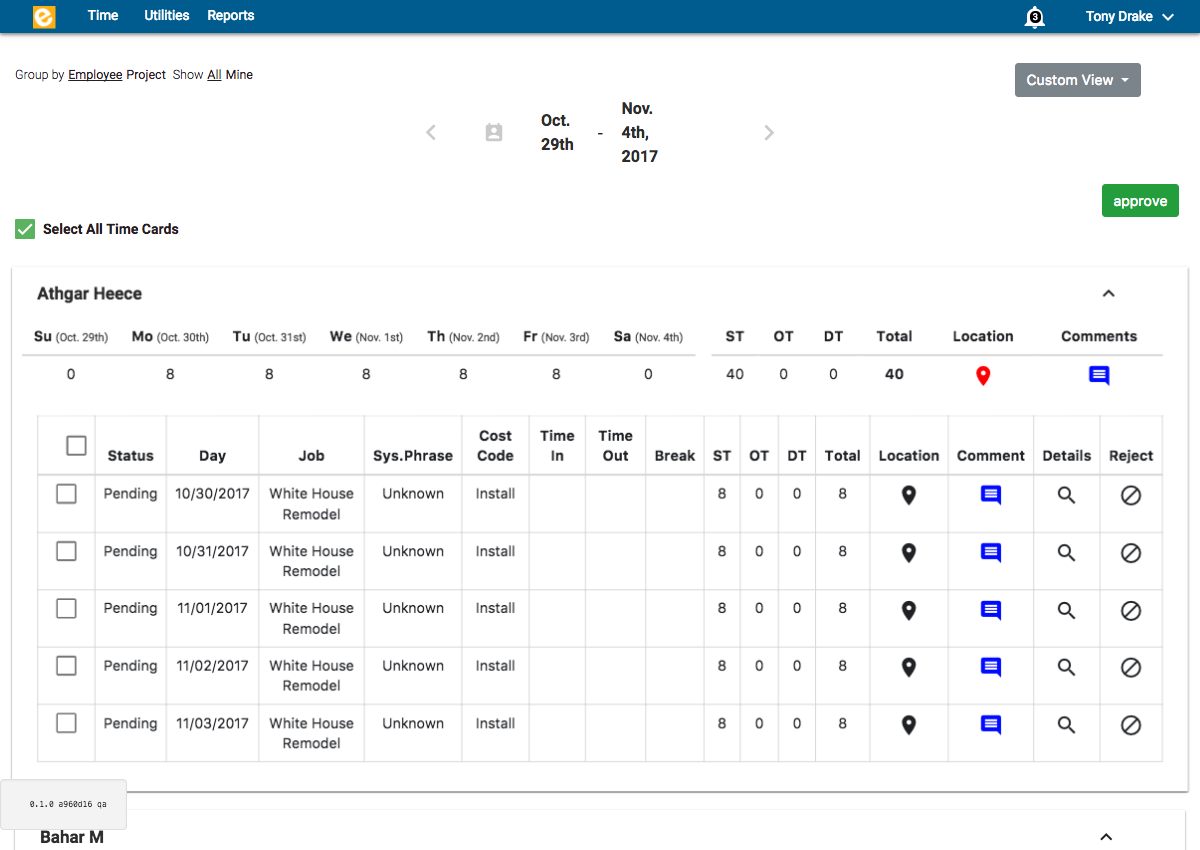 e Time Utilities Reports 3 Tony Drake
Group by Employee Project Show All Mine
Custom View
Oct. 29th - Nov. 4th, 2017
approve
Select All Time Cards
Athgar Heece
Su (Oct. 29th) Mo (Oct. 30th) Tu (Oct. 31st) We (Nov. 1st) Th (Nov. 2nd) Fr (Nov. 3rd) Sa (Nov. 4th) ST OT DT Total Location Comments
0 8 8 8 8 8 0 40 0 0 40
Status Day Job Sys.Phrase Cost Code Time In Time Out Break ST OT DT Total Location Comment Details Reject
Pending 10/30/2017 White House Remodel Unknown Install 8 0 0 8
Pending 10/31/2017 White House Remodel Unknown Install 8 0 0 8
Pending 11/01/2017 White House Remodel Unknown Install 8 0 0 8
Pending 11/02/2017 White House Remodel Unknown Install 8 0 0 8
Pending 11/03/2017 White House Remodel Unknown Install 8 0 0 8
0.1.0 a960d16 qa
Bahar M